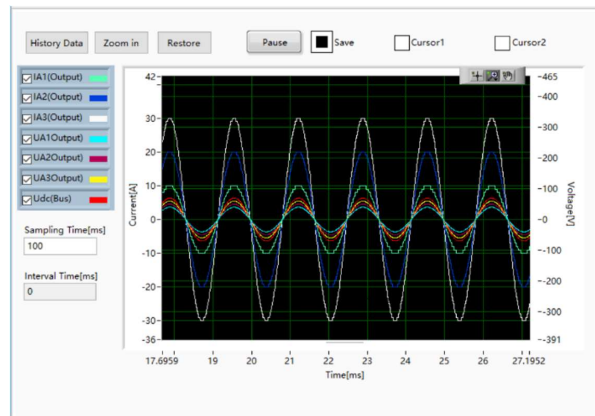 History Data Zoom in Restore Pause Save Cursor1 Cursor2
IA1(Output)
IA2(Output)
IA3(Output)
UA1Output)
UA2Output)
UA3Output)
Udc(Bus)
Sampling Time[ms]
100
Interval Time[ms]
0
Current[A]
42-
30-
20-
10-
0-
-10-
-20-
-30-
-36-
-465
-400
-300
-200
-100
-0
--100
--200
--300
--391
Voltage[V]
17.6959 19 20 21 22 23 24 25 26 27.1952
Time[ms]